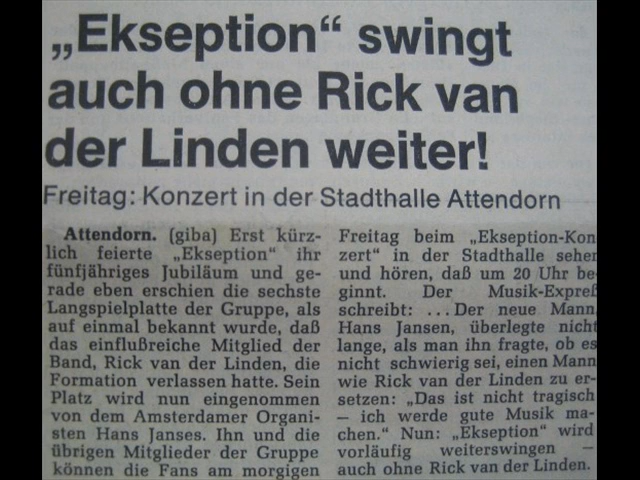 „Ekseption“ swingt
auch ohne Rick van
der Linden weiter!
Freitag: Konzert in der Stadthalle Attendorn
Attendorn. (giba) Erst kürz-
lich feierte „Ekseption“ ihr
fünfjähriges Jubiläum und ge-
rade eben erschien die sechste
Langspielplatte der Gruppe, als
auf einmal bekannt wurde, daß
das einflußreiche Mitglied der
Band, Rick van der Linden, die
die Formation verlassen hatte. Sein
Platz wird nun eingenommen
von dem Amsterdamer Organi-
sten Hans Janses. Ihn und die
übrigen Mitglieder der Gruppe
können die Fans am morgigen
Freitag beim „Ekseption-Kon-
zert“ in der Stadthalle sehen
und hören, daß um 20 Uhr be-
ginnt. Der Musik-Expreß
schreibt: ...Der neue Mann,
Hans Jansen, überlegte nicht
lange, als man ihn fragte, ob es
nicht schwierig sei, einen Mann
wie Rick van der Linden zu er-
setzen: „Das ist nicht tragisch
— ich werde gute Musik ma-
chen.“ Nun: „Ekseption“ wird
vorläufig weiterswingen —
auch ohne Rick van der Linden.